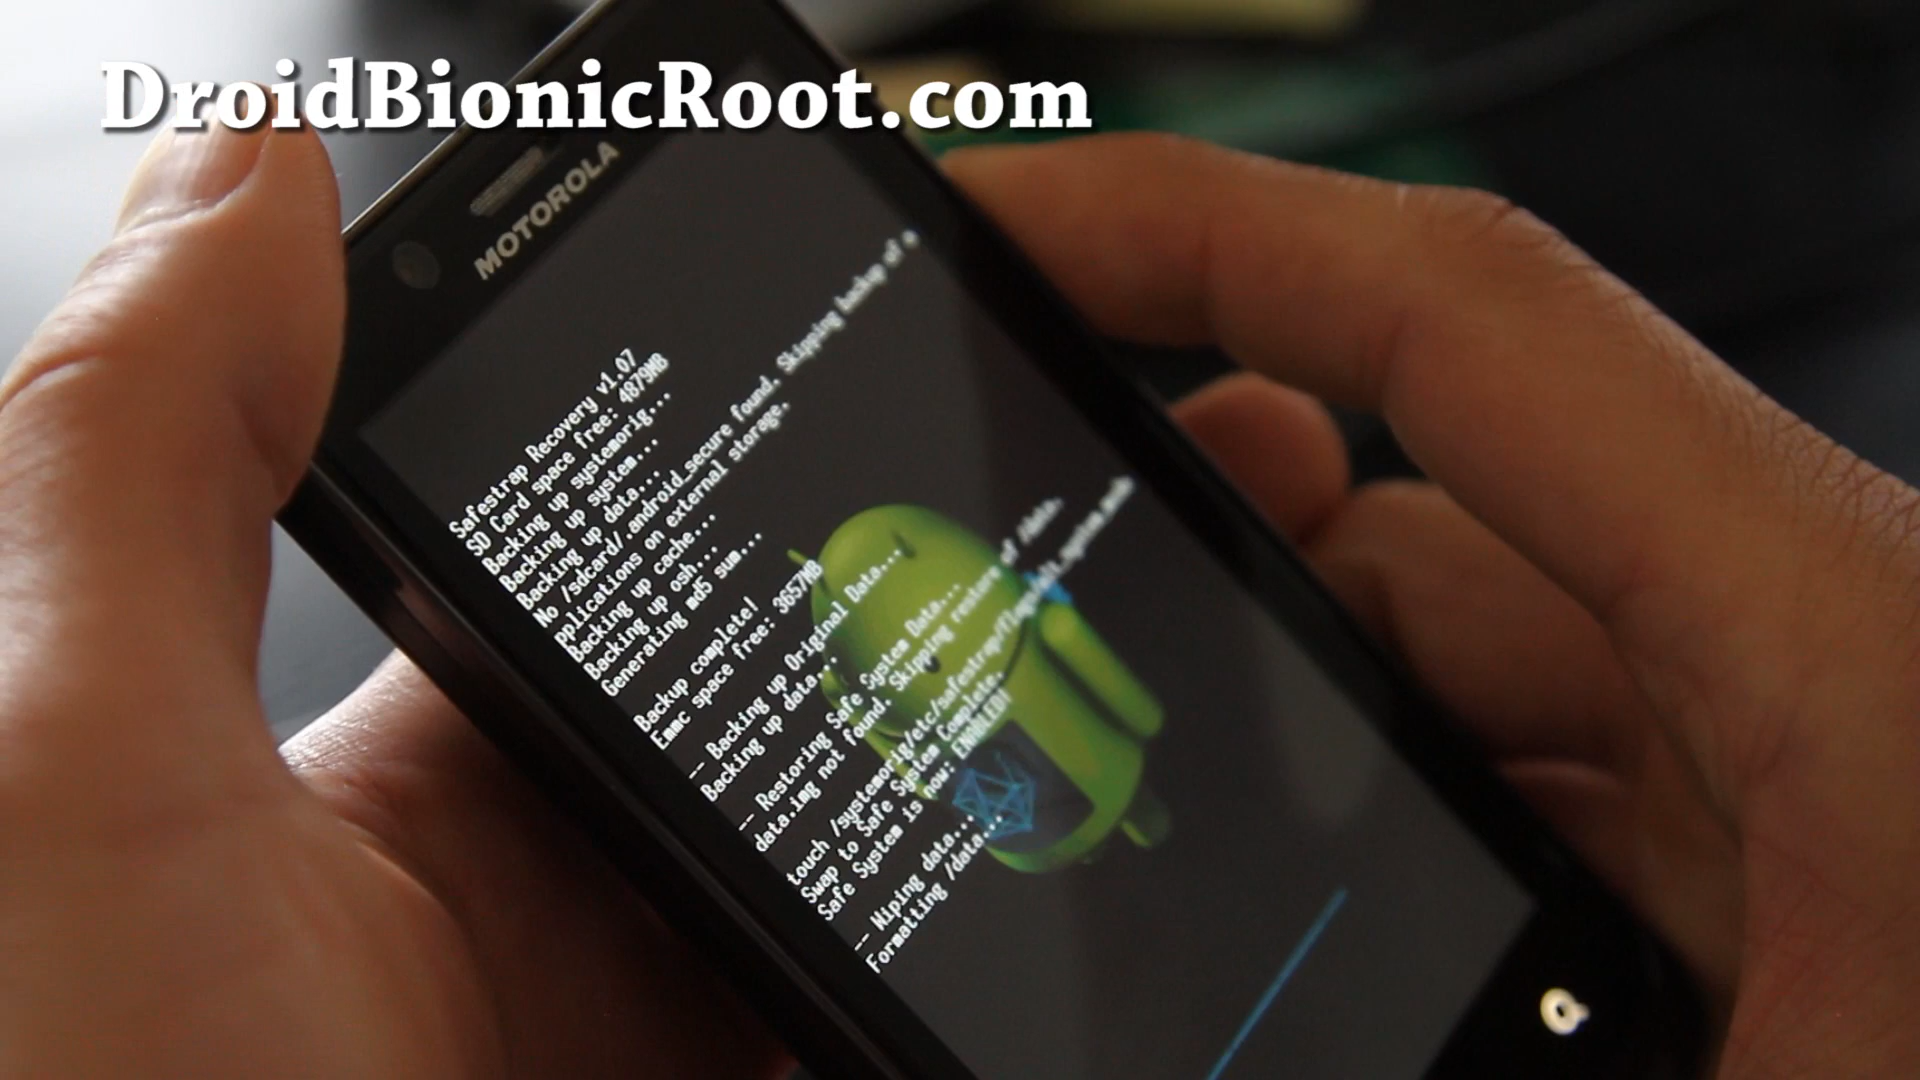 DroidBionicRoot.com
MOTOROLA
Safestrap Recovery v1.07
SD Card space free: 4879MB
Backing up systemorig...
Backing up system...
Backing up data...
No /sdcard/.android_secure found. Skipping backup of a
pplications on external storage.
Backing up cache...
Backing up osh...
Generating md5 sum...
Backup complete!
Emmc space free: 3657MB
-- Backing up Original Data...
Backing up data...
-- Restoring Safe System Data...
data.img not found. Skipping restore of /data.
touch /systemorig/etc/safestrap/flags/alt_system_mode
Swap to Safe System Complete.
Safe System is now: ENABLED!
-- Wiping data...
Formatting /data...